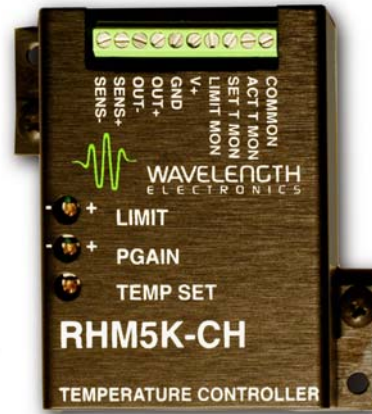 SENS-
SENS+
OUT-
OUT+
GND
V+
LIMIT MON
SET T MON
ACT T MON
COMMON
WAVELENGTH
ELECTRONICS
- + LIMIT
- + PGAIN
TEMP SET
RHM5K-CH
TEMPERATURE CONTROLLER